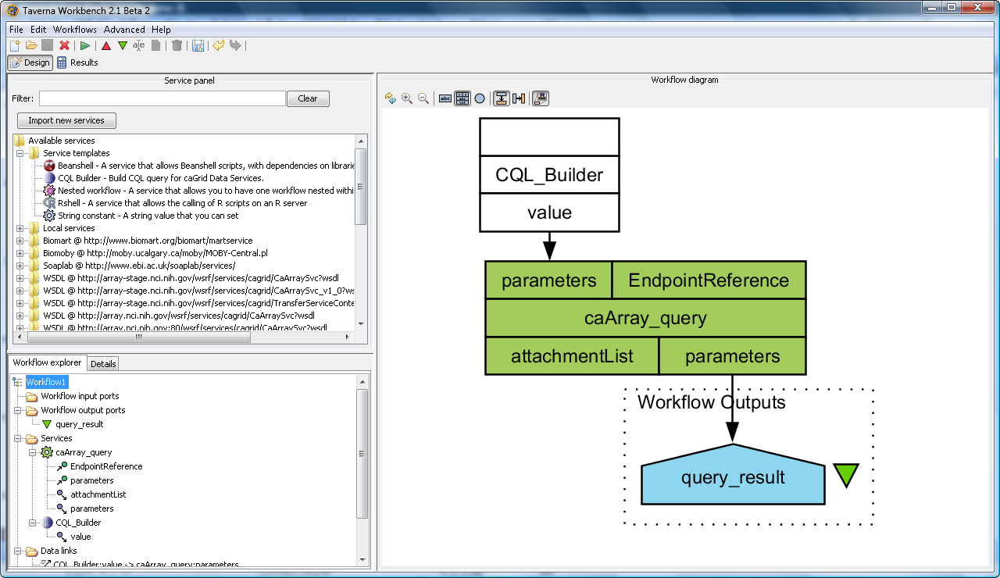 Taverna Workbench 2.1 Beta 2
File Edit Workflows Advanced Help
Design Results
Service panel
Filter:
Clear
Import new services
Available services
Service templates
Beanshell - A service that allows Beanshell scripts, with dependencies on librarie
CQL Builder - Build CQL query for caGrid Data Services.
Nested workflow - A service that allows you to have one workflow nested withi
Rshell - A service that allows the calling of R scripts on an R server
String constant - A string value that you can set
Local services
Biomart @ http://www.biomart.org/biomart/martservice
Biomoby @ http://moby.ucalgary.ca/moby/MOBY-Central.pl
Soaplab @ http://www.ebi.ac.uk/soaplab/services/
WSDL @ http://array-stage.nci.nih.gov/wsrf/services/cagrid/CaArraySvc?wsdl
WSDL @ http://array-stage.nci.nih.gov/wsrf/services/cagrid/CaArraySvc_v1_0?ws
WSDL @ http://array-stage.nci.nih.gov/wsrf/services/cagrid/TransferServiceConte
WSDL @ http://array.nci.nih.gov/wsrf/services/cagrid/CaArraySvc?wsdl
WSDL @ http://array.nci.nih.gov:80/wsrf/services/cagrid/CaArraySvc?wsdl
Workflow explorer Details
Workflow1
Workflow input ports
Workflow output ports
query_result
Services
caArray_query
EndpointReference
parameters
attachmentList
parameters
CQL_Builder
value
Data links
CQL_Builder:value -> caArray_query:parameters
Workflow diagram
abc
abc
CQL_Builder
value
parameters EndpointReference
caArray_query
attachmentList parameters
Workflow Outputs
query_result